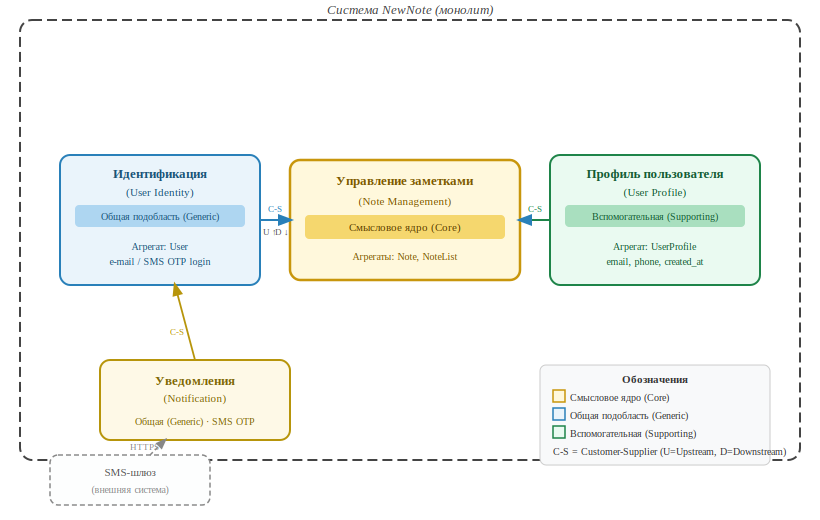 Система NewNote (монолит)
Идентификация
(User Identity)
Общая подобласть (Generic)
Агрегат: User
e-mail / SMS OTP login
C-S
U ↑D ↓
Управление заметками
(Note Management)
Смысловое ядро (Core)
Агрегаты: Note, NoteList
C-S
Профиль пользователя
(User Profile)
Вспомогательная (Supporting)
Агрегат: UserProfile
email, phone, created_at
C-S
Уведомления
(Notification)
Общая (Generic) · SMS OTP
HTTPS
SMS-шлюз
(внешняя система)
Обозначения
Смысловое ядро (Core)
Общая подобласть (Generic)
Вспомогательная (Supporting)
C-S = Customer-Supplier (U=Upstream, D=Downstream)